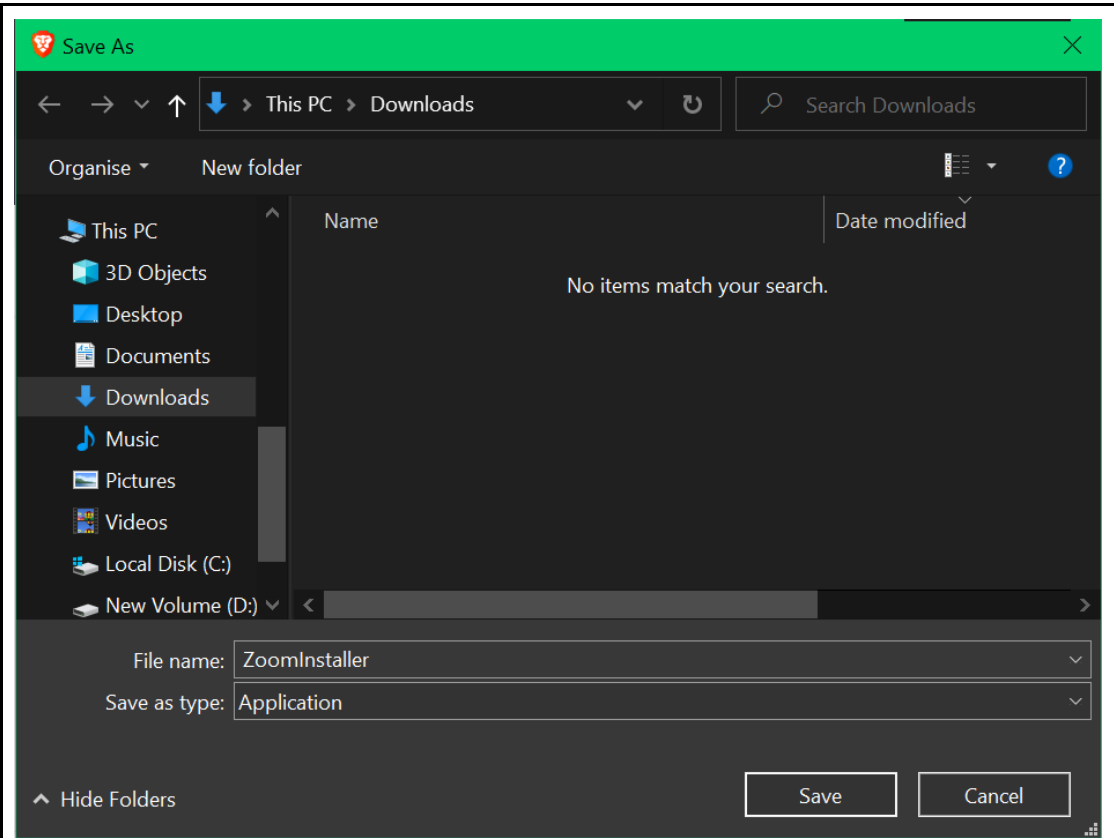 Save As
This PC > Downloads
Search Downloads
Organise
New folder
This PC
3D Objects
Desktop
Documents
Downloads
Music
Pictures
Videos
Local Disk (C:)
New Volume (D:)
Name
Date modified
No items match your search.
File name: ZoomInstaller
Save as type: Application
Hide Folders
Save
Cancel